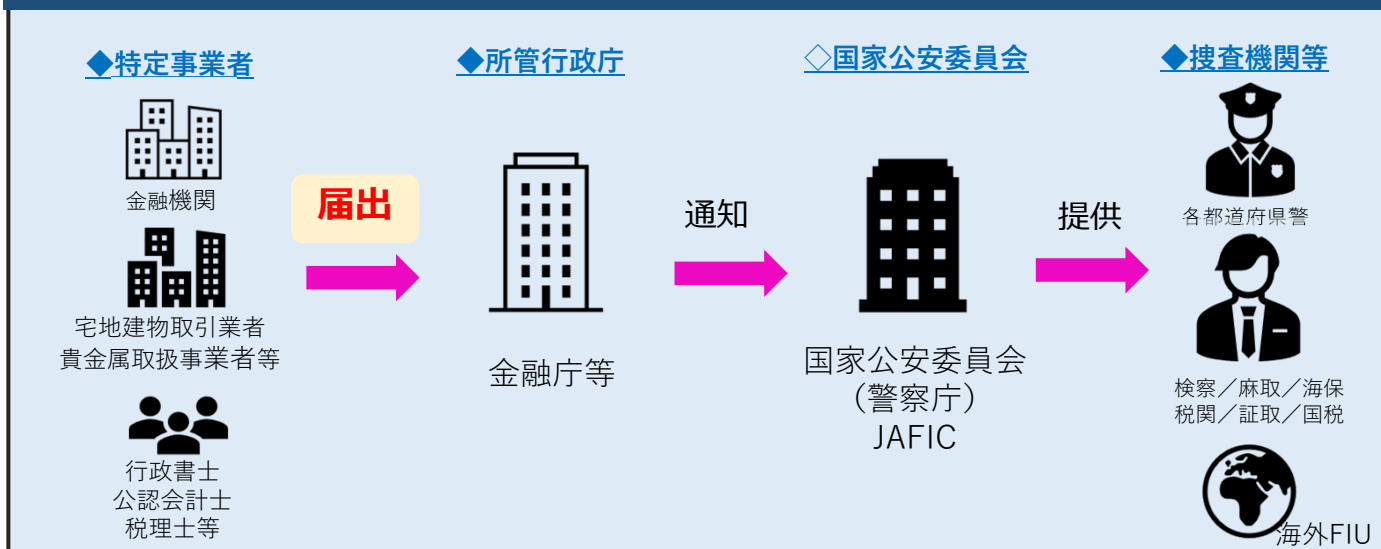 ◆特定事業者
金融機関
宅地建物取引業者
貴金属取扱事業者等
行政書士
公認会計士
税理士等
届出
◆所管行政庁
金融庁等
通知
◇国家公安委員会
国家公安委員会
(警察庁)
JAFIC
提供
◆捜査機関等
各都道府県警
検察／麻取／海保
税関／証取／国税
海外FIU